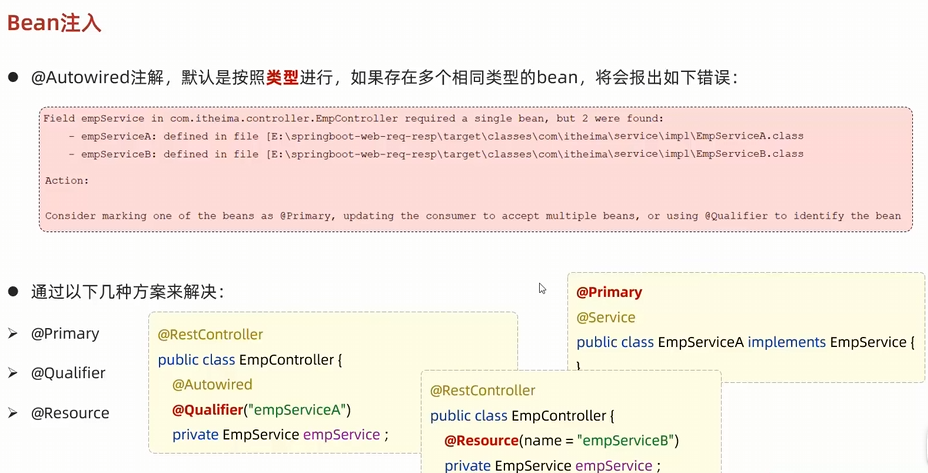 Bean注入
● @Autowired注解，默认是按照类型进行，如果存在多个相同类型的bean，将会报出如下错误：
Field empService in com.itheima.controller.EmpController required a single bean, but 2 were found:
- empServiceA: defined in file [E:\springboot-web-req-resp\target\classes\com\itheima\service\impl\EmpServiceA.class
- empServiceB: defined in file [E:\springboot-web-req-resp\target\classes\com\itheima\service\impl\EmpServiceB.class
Action:
Consider marking one of the beans as @Primary, updating the consumer to accept multiple beans, or using @Qualifier to identify the bean
● 通过以下几种方案来解决：
➢ @Primary
➢ @Qualifier
➢ @Resource
@RestController
public class EmpController {
@Autowired
@Qualifier("empServiceA")
private EmpService empService ;
@RestController
public class EmpController {
@Resource(name = "empServiceB")
private EmpService empService ;
@Primary
@Service
public class EmpServiceA implements EmpService {
}